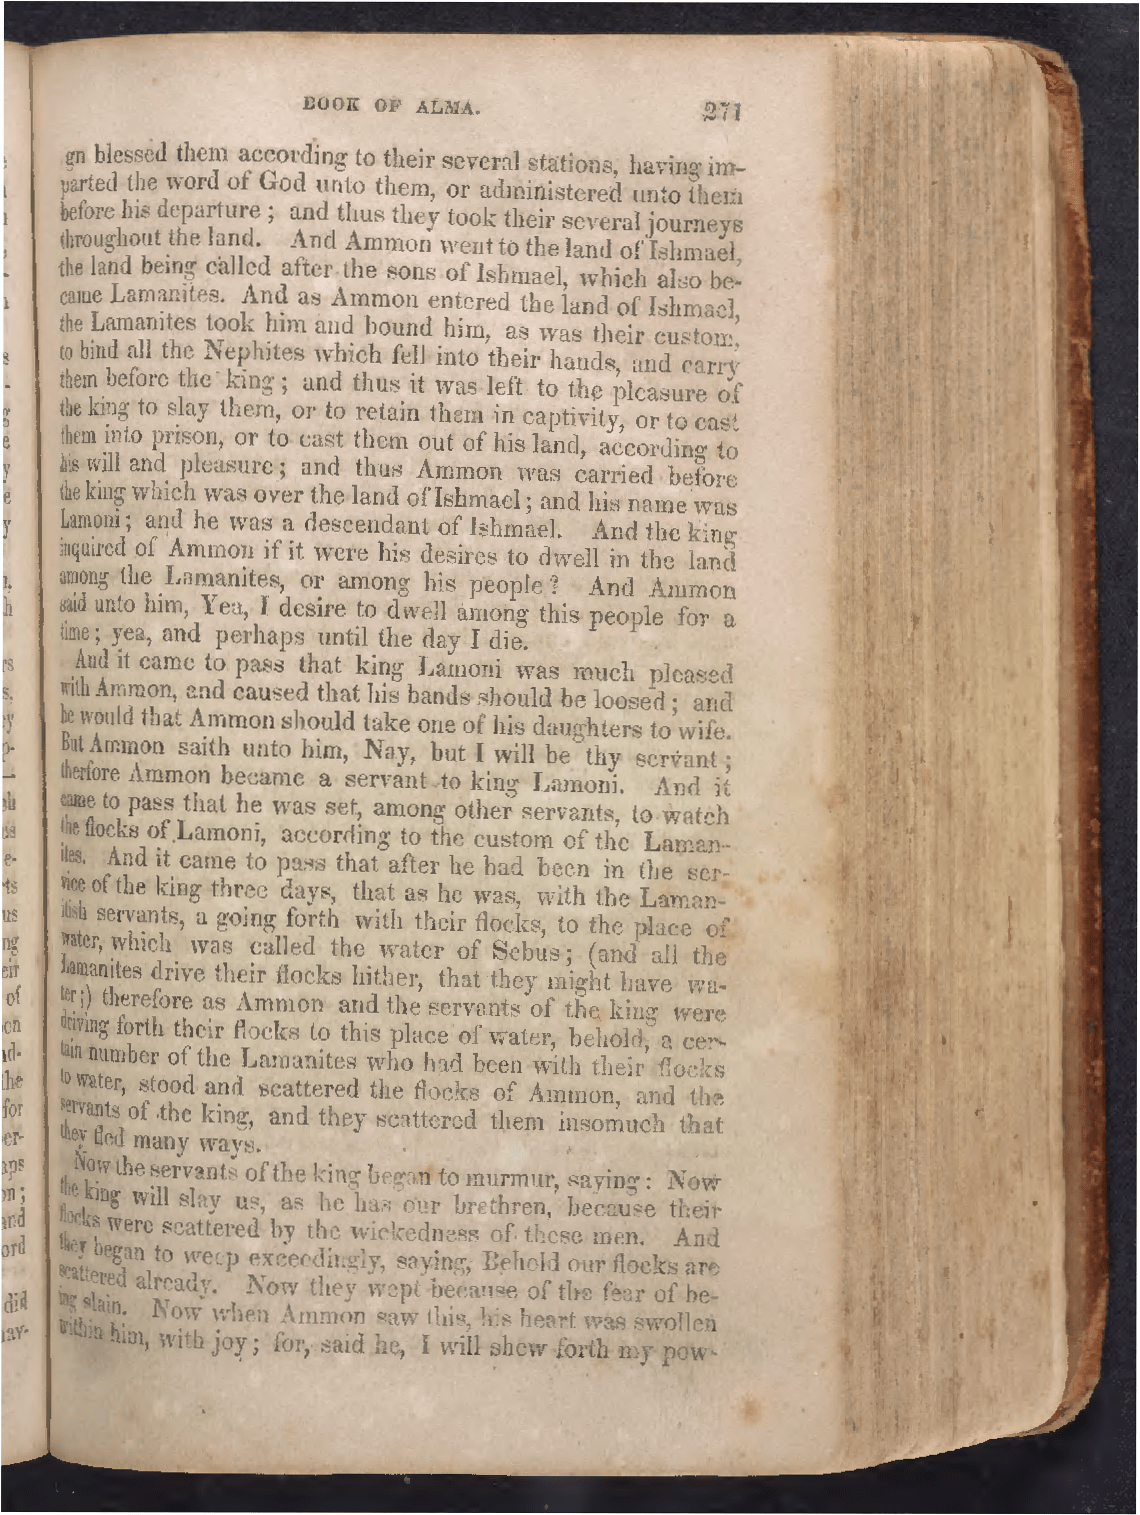 BOOK OF ALMA. 271
gn blessed them according to their several stations, having im-
parted the word of God unto them, or administered unto them
before his departure; and thus they took their several journeys
throughout the land. And Ammon went to the land of Ishmael,
the land being called after the sons of Ishmael, which also be-
came Lamanites. And as Ammon entered the land of Ishmael,
the Lamanites took him and bound him, as was their custom,
to bind all the Nephites which fell into their hands, and carry
them before the king; and thus it was left to the pleasure of
the king to slay them, or to retain them in captivity, or to cast
them into prison, or to cast them out of his land, according to
his will and pleasure; and thus Ammon was carried before
the king which was over the land of Ishmael; and his name was
Lamoni; and he was a descendant of Ishmael. And the king
inquired of Ammon if it were his desires to dwell in the land
among the Lamanites, or among his people? And Ammon
said unto him, Yea, I desire to dwell among this people for a
time; yea, and perhaps until the day I die.
And it came to pass that king Lamoni was much pleased
with Ammon, and caused that his bands should be loosed; and
he would that Ammon should take one of his daughters to wife.
But Ammon saith unto him, Nay, but I will be thy servant;
therfore Ammon became a servant to king Lamoni. And it
came to pass that he was set, among other servants, to watch
the flocks of Lamoni, according to the custom of the Laman-
ites. And it came to pass that after he had been in the ser-
vice of the king three days, that as he was, with the Laman-
itish servants, a going forth with their flocks, to the place of
water, which was called the water of Sebus; (and all the
Lamanites drive their flocks hither, that they might have wa-
ter;) therefore as Ammon and the servants of the king were
driving forth their flocks to this place of water, behold, a cer-
tain number of the Lamanites who had been with their flocks
to water, stood and scattered the flocks of Ammon, and the
servants of the king, and they scattered them insomuch that
they fled many ways.
Now the servants of the king began to murmur, saying: Now
the king will slay us, as he has our brethren, because their
flocks were scattered by the wickedness of these men. And
they began to weep exceedingly, saying, Behold our flocks are
scattered already. Now they wept because of the fear of be-
ing slain. Now when Ammon saw this, his heart was swollen
within him, with joy; for, said he, I will shew forth my pow-